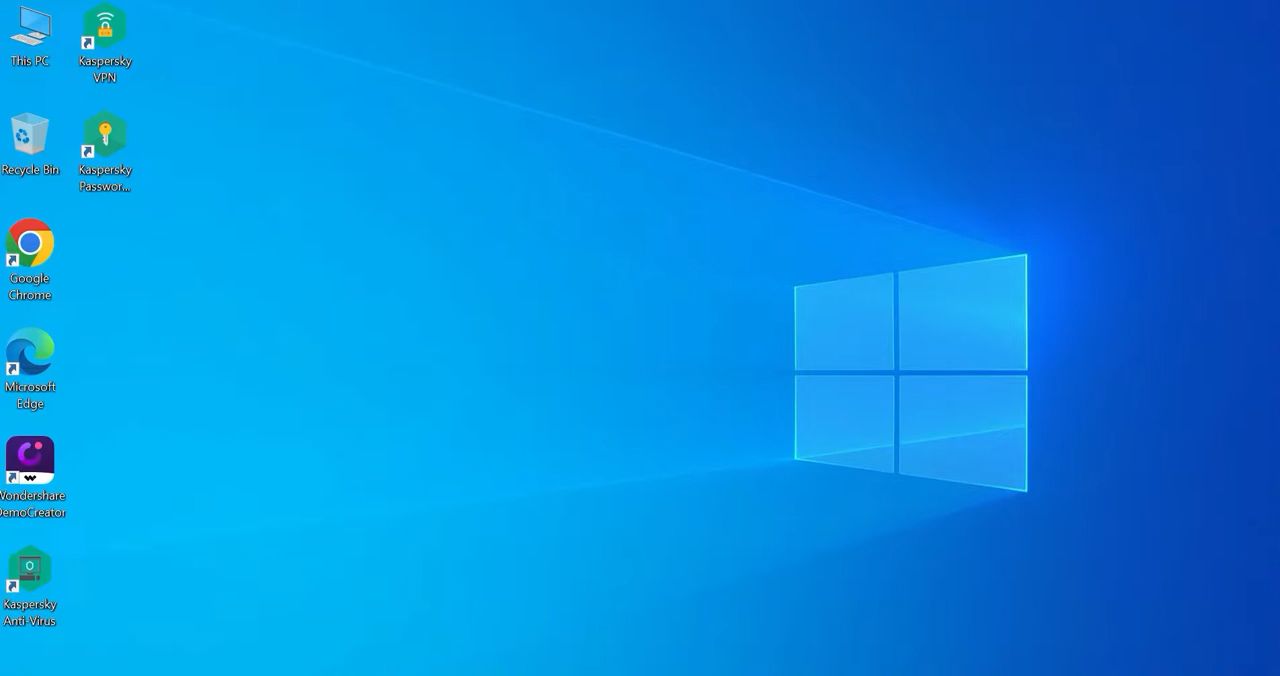 This PC
Kaspersky
VPN
Recycle Bin
Kaspersky
Passwor...
Google
Chrome
Microsoft
Edge
Wondershare
DemoCreator
Kaspersky
Anti-Virus